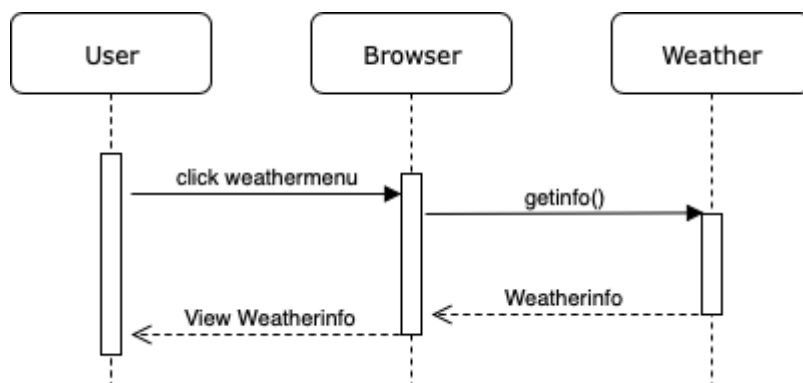 User
Browser
Weather
click weathermenu
getinfo()
Weatherinfo
View Weatherinfo